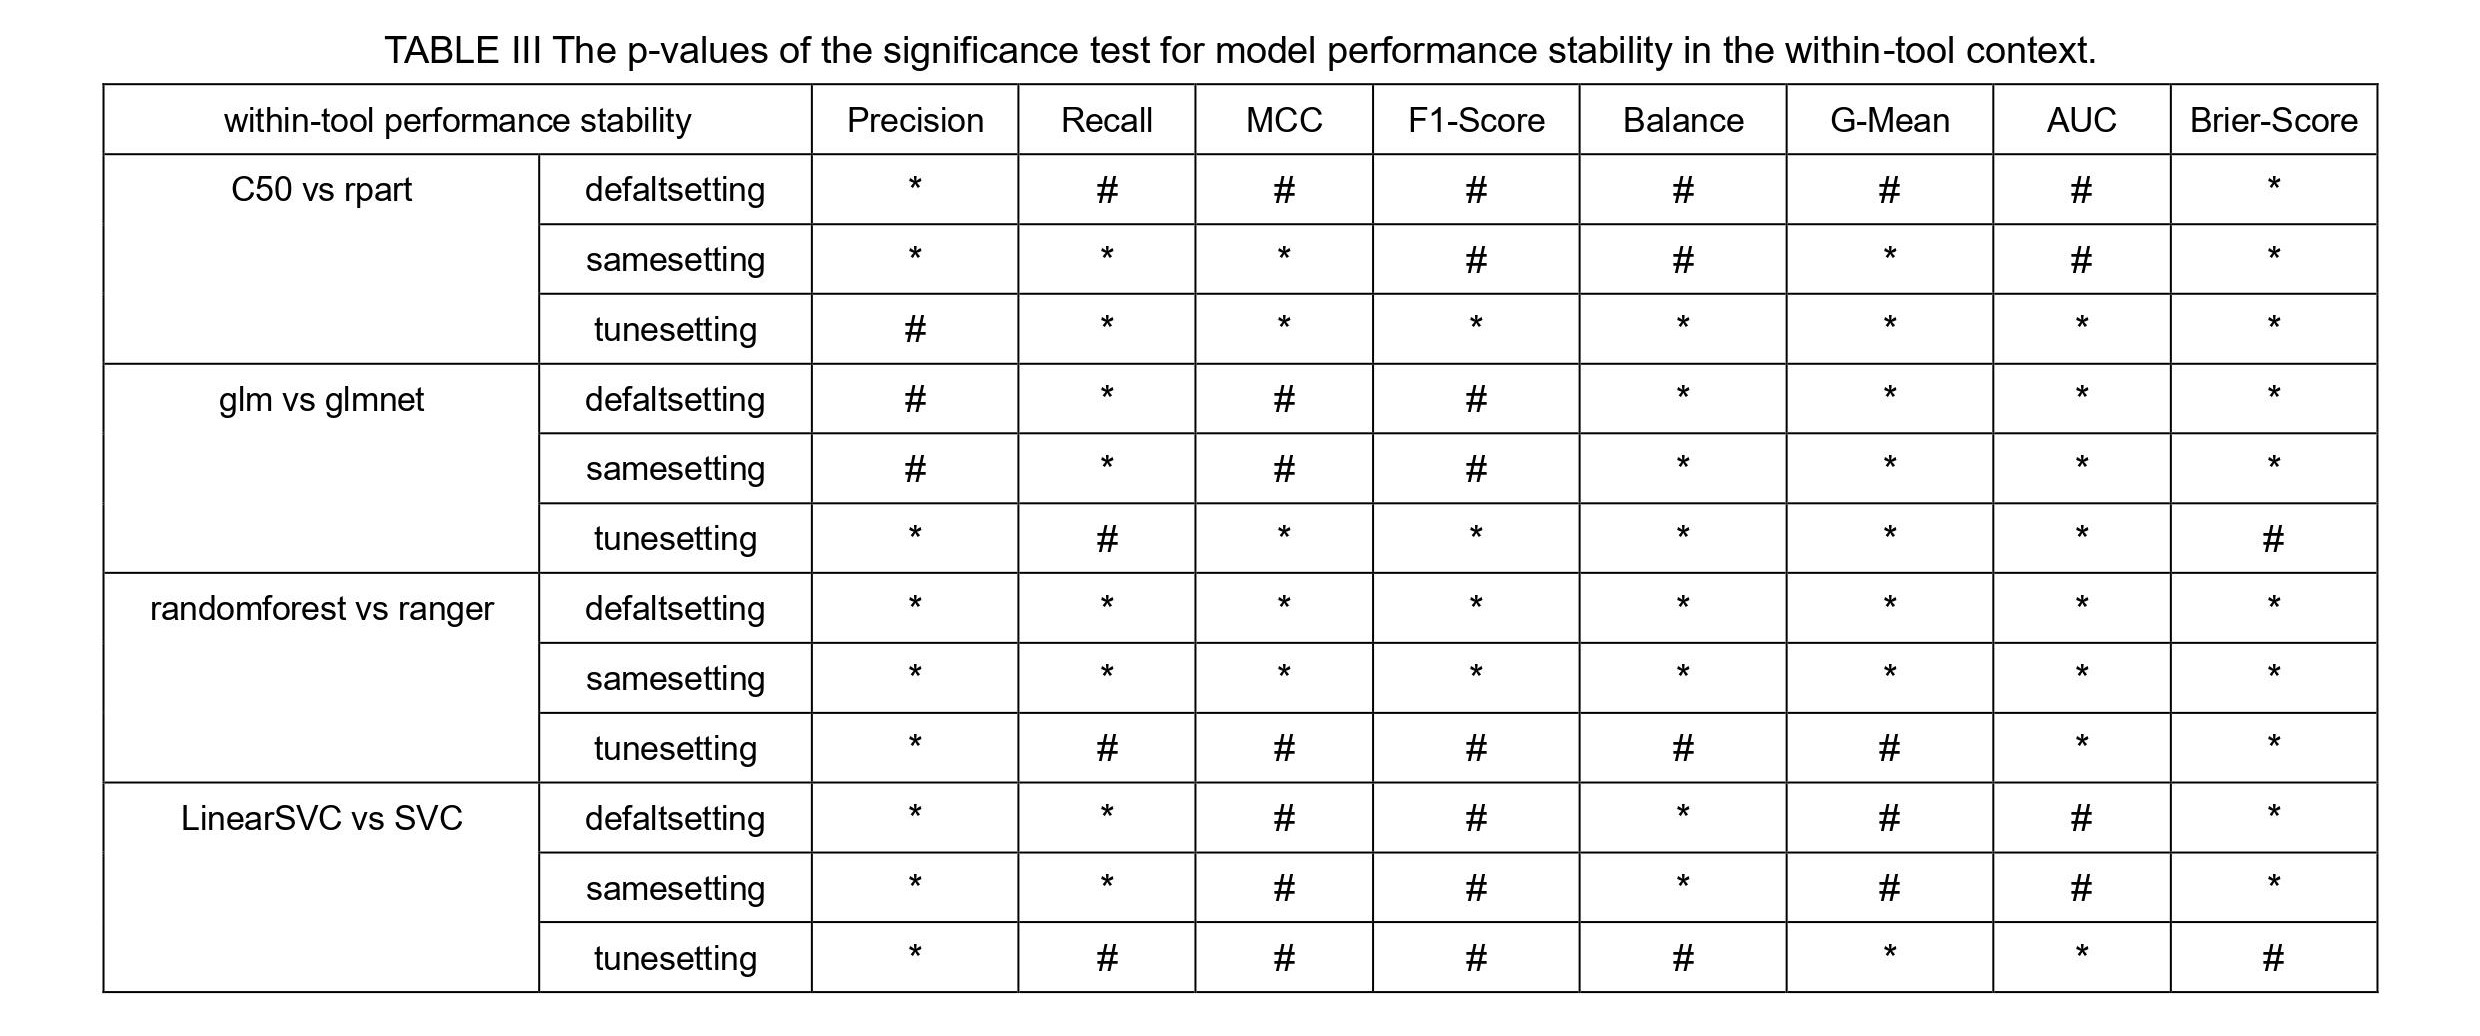 TABLE III The p-values of the significance test for model performance stability in the within-tool context.
within-tool performance stability Precision Recall MCC F1-Score Balance G-Mean AUC Brier-Score
C50 vs rpart defaltsetting * # # # # # # *
samesetting * * * # # * # *
tunesetting # * * * * * * *
glm vs glmnet defaltsetting # * # # * * * *
samesetting # * # # * * * *
tunesetting * # * * * * * #
randomforest vs ranger defaltsetting * * * * * * * *
samesetting * * * * * * * *
tunesetting * # # # # # * *
LinearSVC vs SVC defaltsetting * * # # * # # *
samesetting * * # # * # # *
tunesetting * # # # # * * #